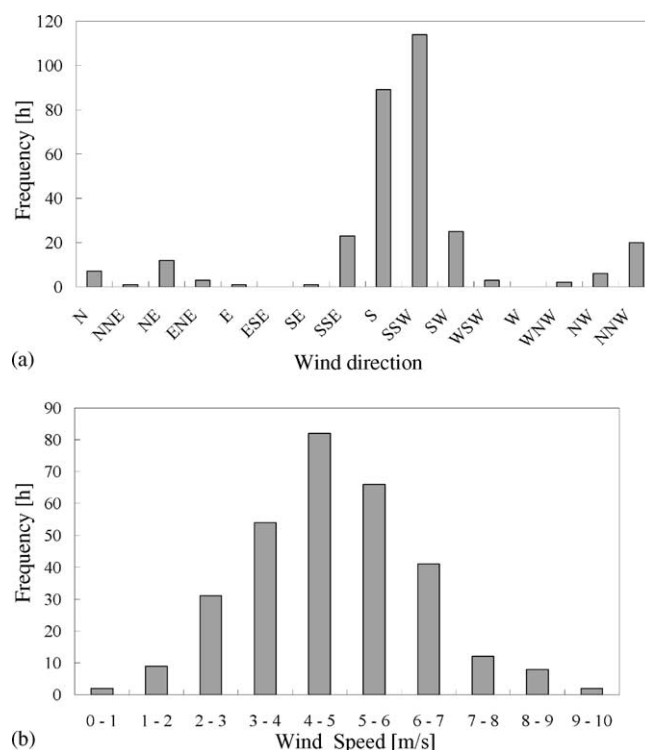 120
100
80
60
40
20
0
Frequency [h]
N
NNE
NE
ENE
E
ESE
SE
SSE
S
SSW
SW
WSW
W
WNW
NW
NNW
(a)
Wind direction
90
80
70
60
50
40
30
20
10
0
Frequency [h]
0 - 1
1 - 2
2 - 3
3 - 4
4 - 5
5 - 6
6 - 7
7 - 8
8 - 9
9 - 10
(b)
Wind Speed [m/s]